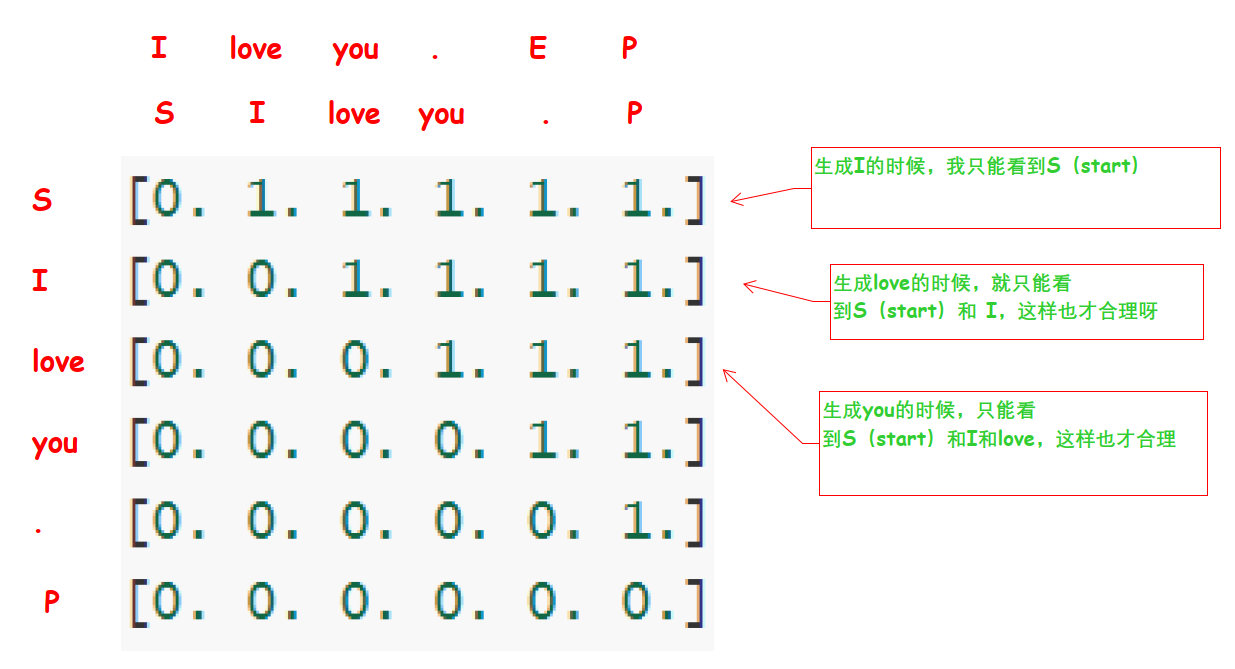 I love you . E P
S I love you . P
S [0. 1. 1. 1. 1. 1.]
生成I的时候，我只能看到S（start）
I [0. 0. 1. 1. 1. 1.]
生成love的时候，就只能看
到S（start）和 I，这样也才合理呀
love [0. 0. 0. 1. 1. 1.]
生成you的时候，只能看
到S（start）和I和love，这样也才合理
you [0. 0. 0. 0. 1. 1.]
. [0. 0. 0. 0. 0. 1.]
P [0. 0. 0. 0. 0. 0.]